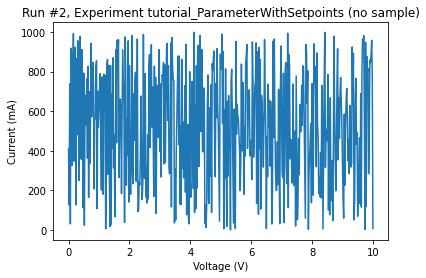 Run #2, Experiment tutorial_ParameterWithSetpoints (no sample)
1000
800
600
400
200
0
Current (mA)
0 2 4 6 8 10
Voltage (V)